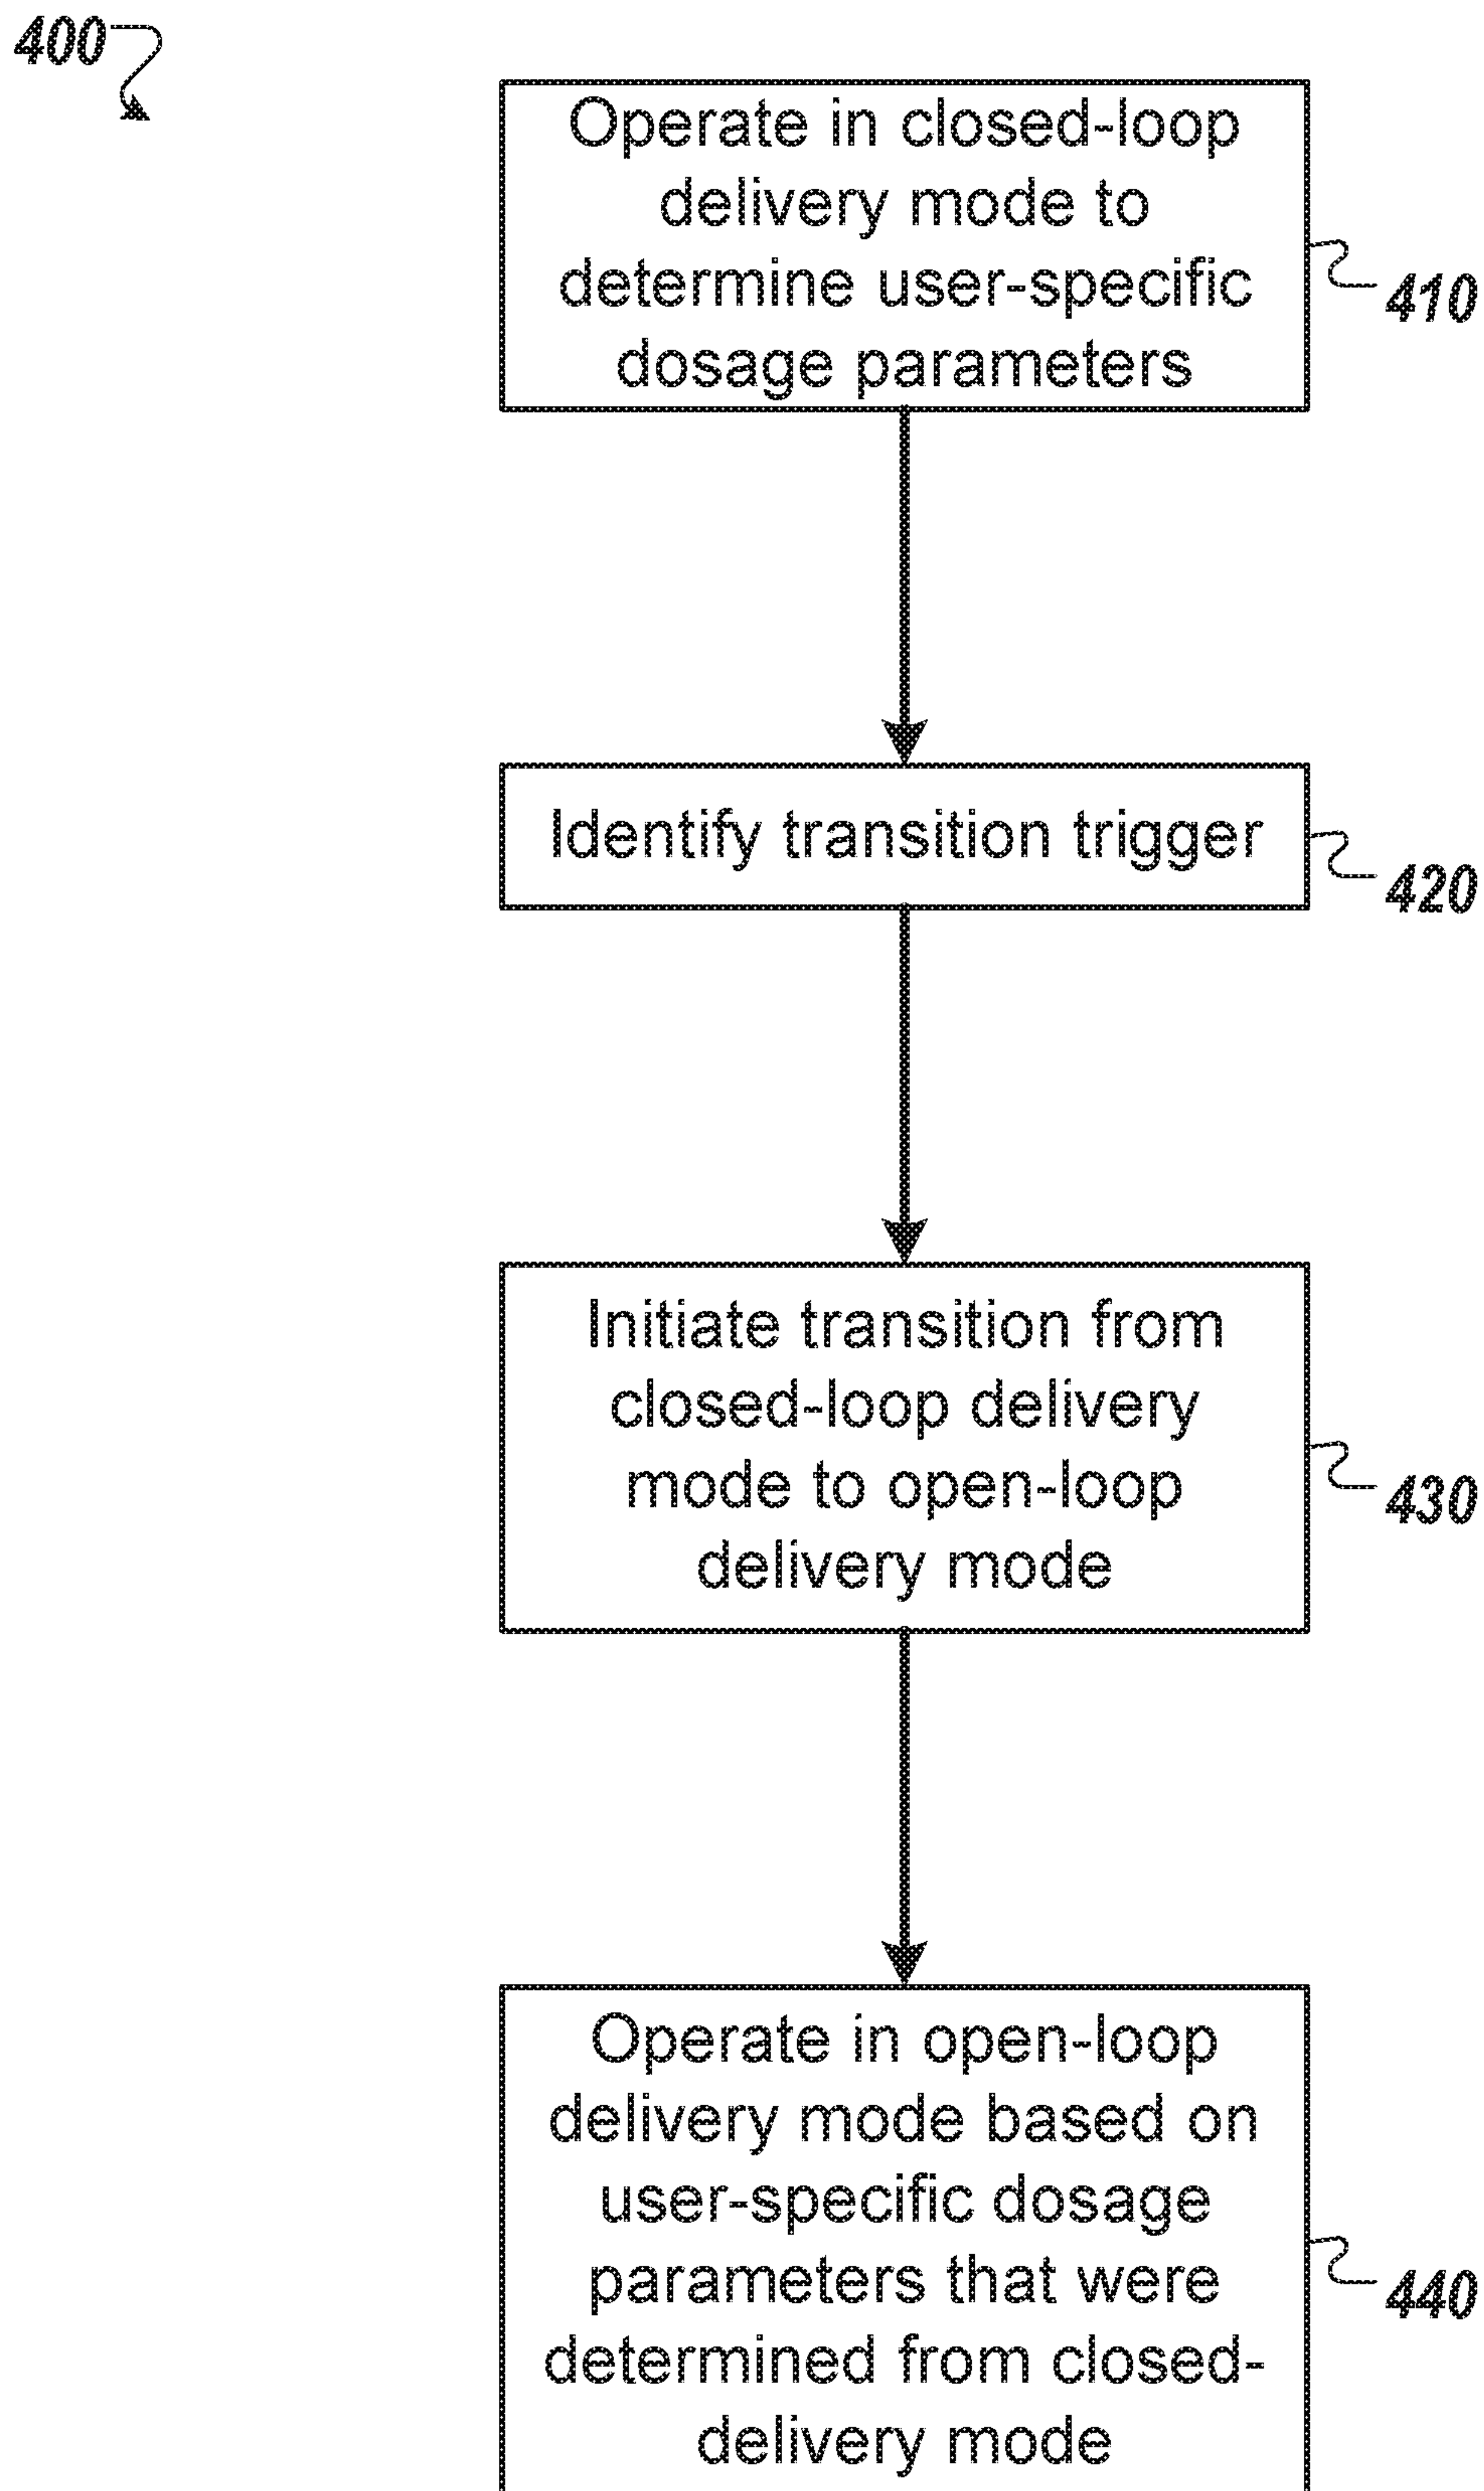 400
Operate in closed-loop
delivery mode to
determine user-specific
dosage parameters
410
Identify transition trigger
420
Initiate transition from
closed-loop delivery
mode to open-loop
delivery mode
430
Operate in open-loop
delivery mode based on
user-specific dosage
parameters that were
determined from closed-
delivery mode
440